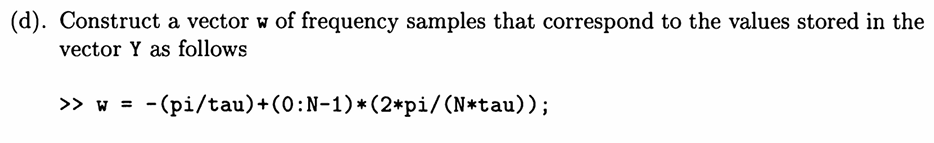 (d). Construct a vector w of frequency samples that correspond to the values stored in the
vector Y as follows
>> w = -(pi/tau)+(0:N-1)*(2*pi/(N*tau));